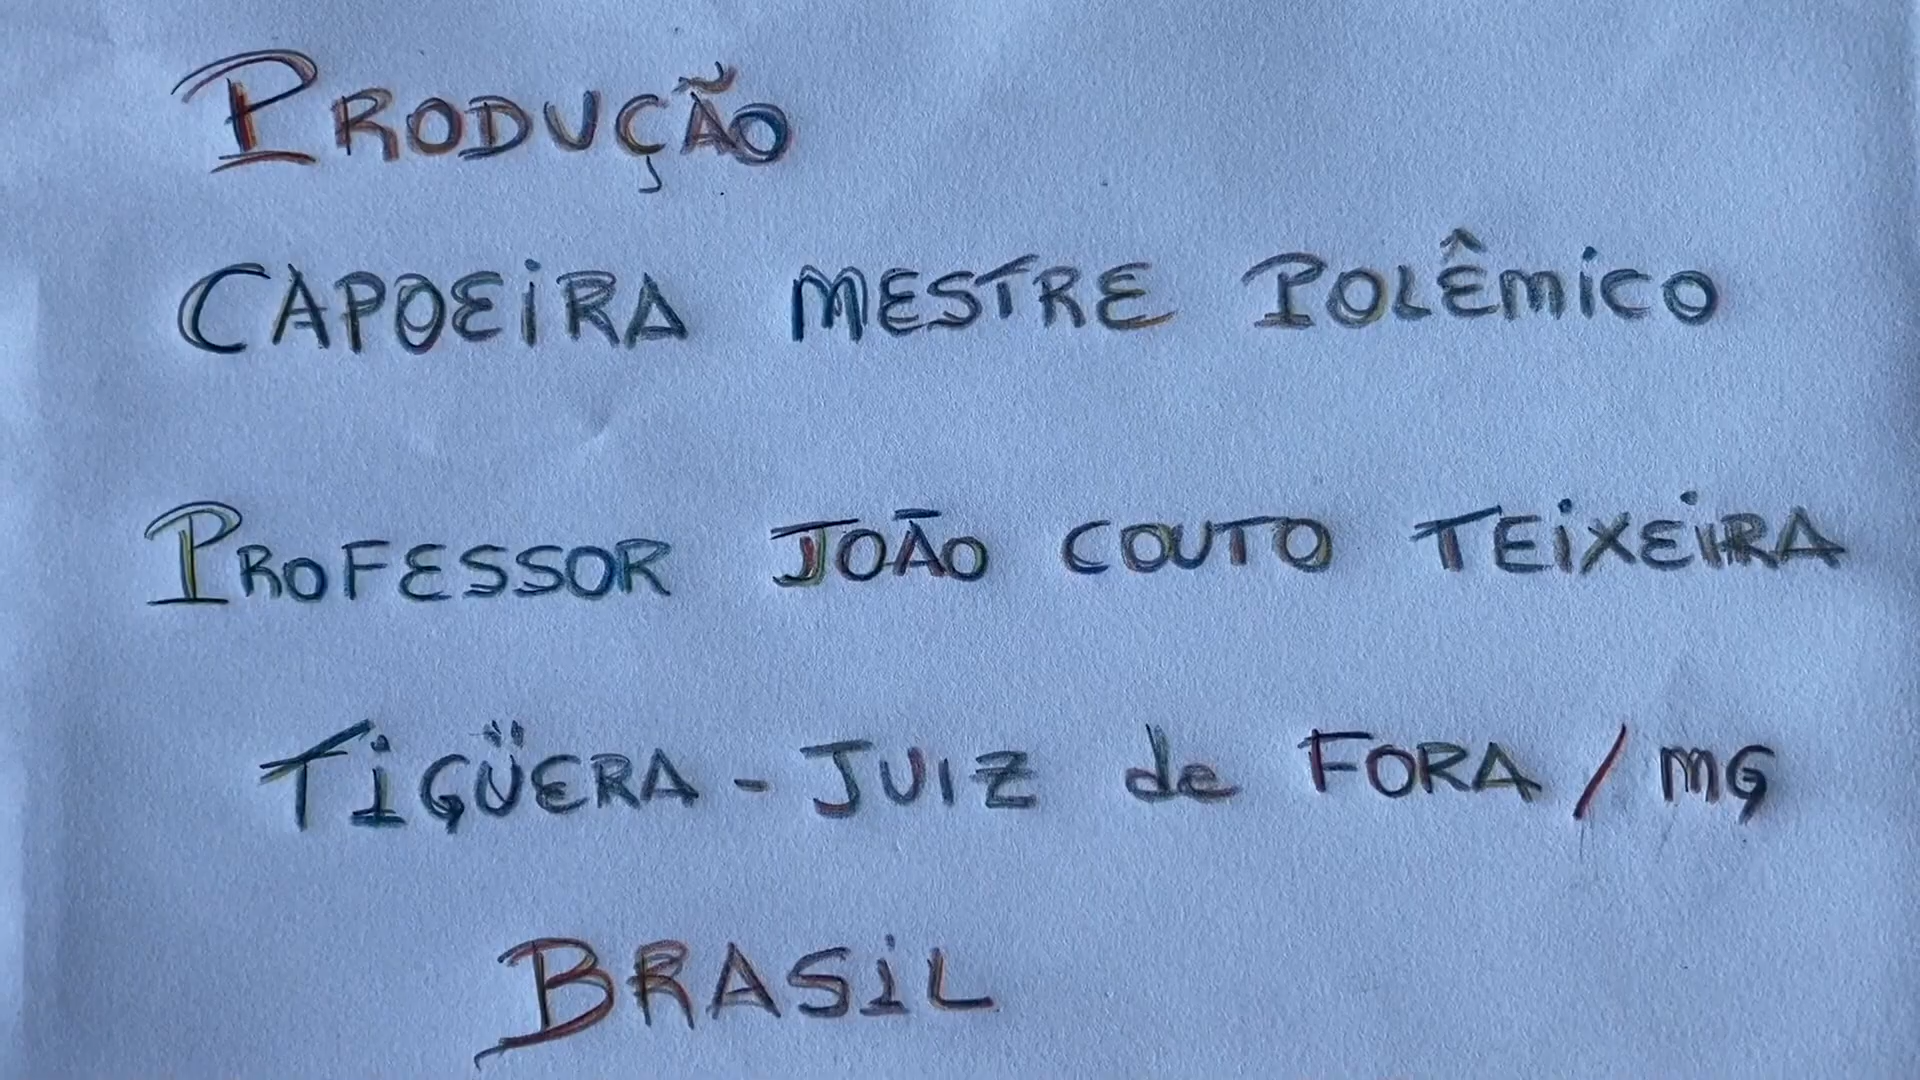 PRODUÇÃO
CAPOEiRA MESTRE POLÊMiCO
PROFESSOR JOÃO COUTO TEiXEiRA
TiGÜERA - JUIZ de FORA / MG
BRASiL